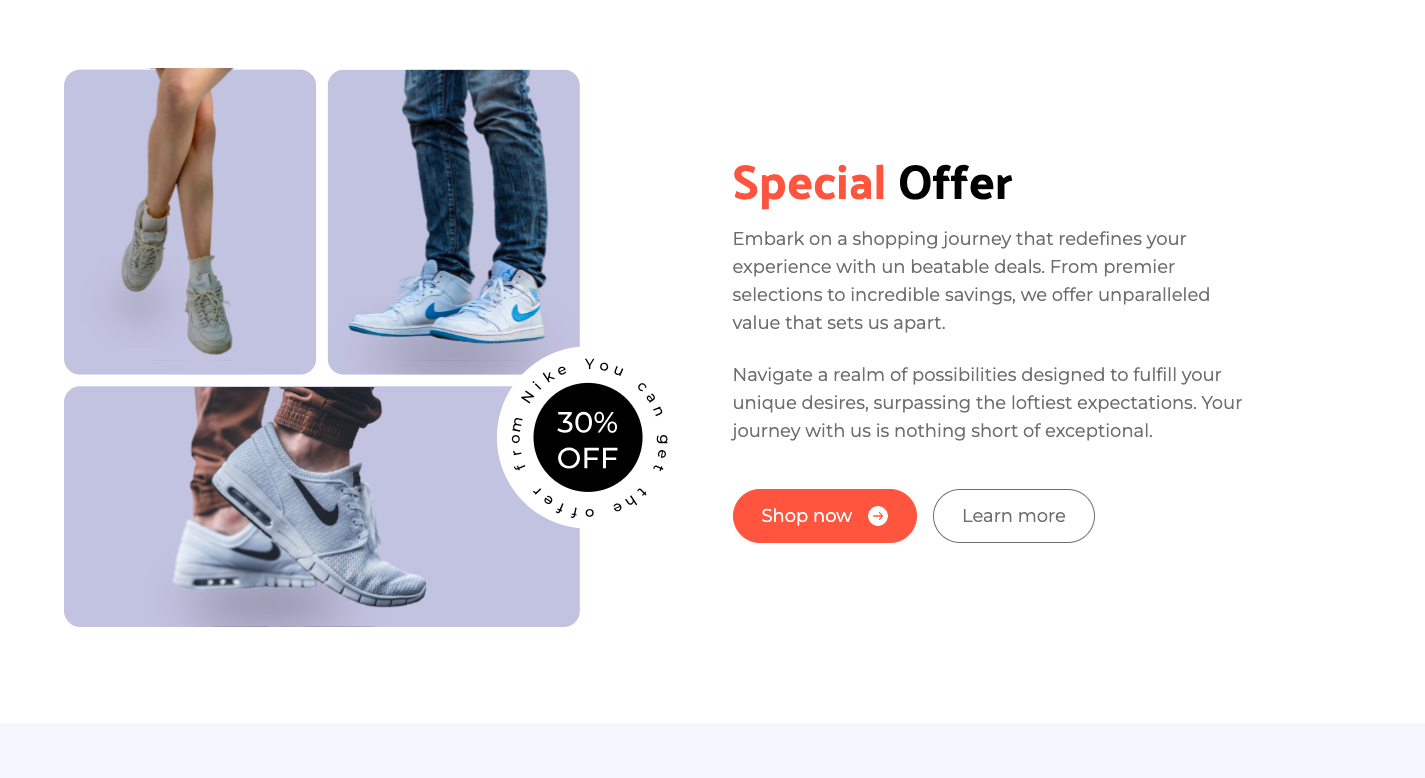 Special Offer
Embark on a shopping journey that redefines your
experience with un beatable deals. From premier
selections to incredible savings, we offer unparalleled
value that sets us apart.
Navigate a realm of possibilities designed to fulfill your
unique desires, surpassing the loftiest expectations. Your
journey with us is nothing short of exceptional.
Shop now
Learn more
You can get the offer from Nike
30%
OFF